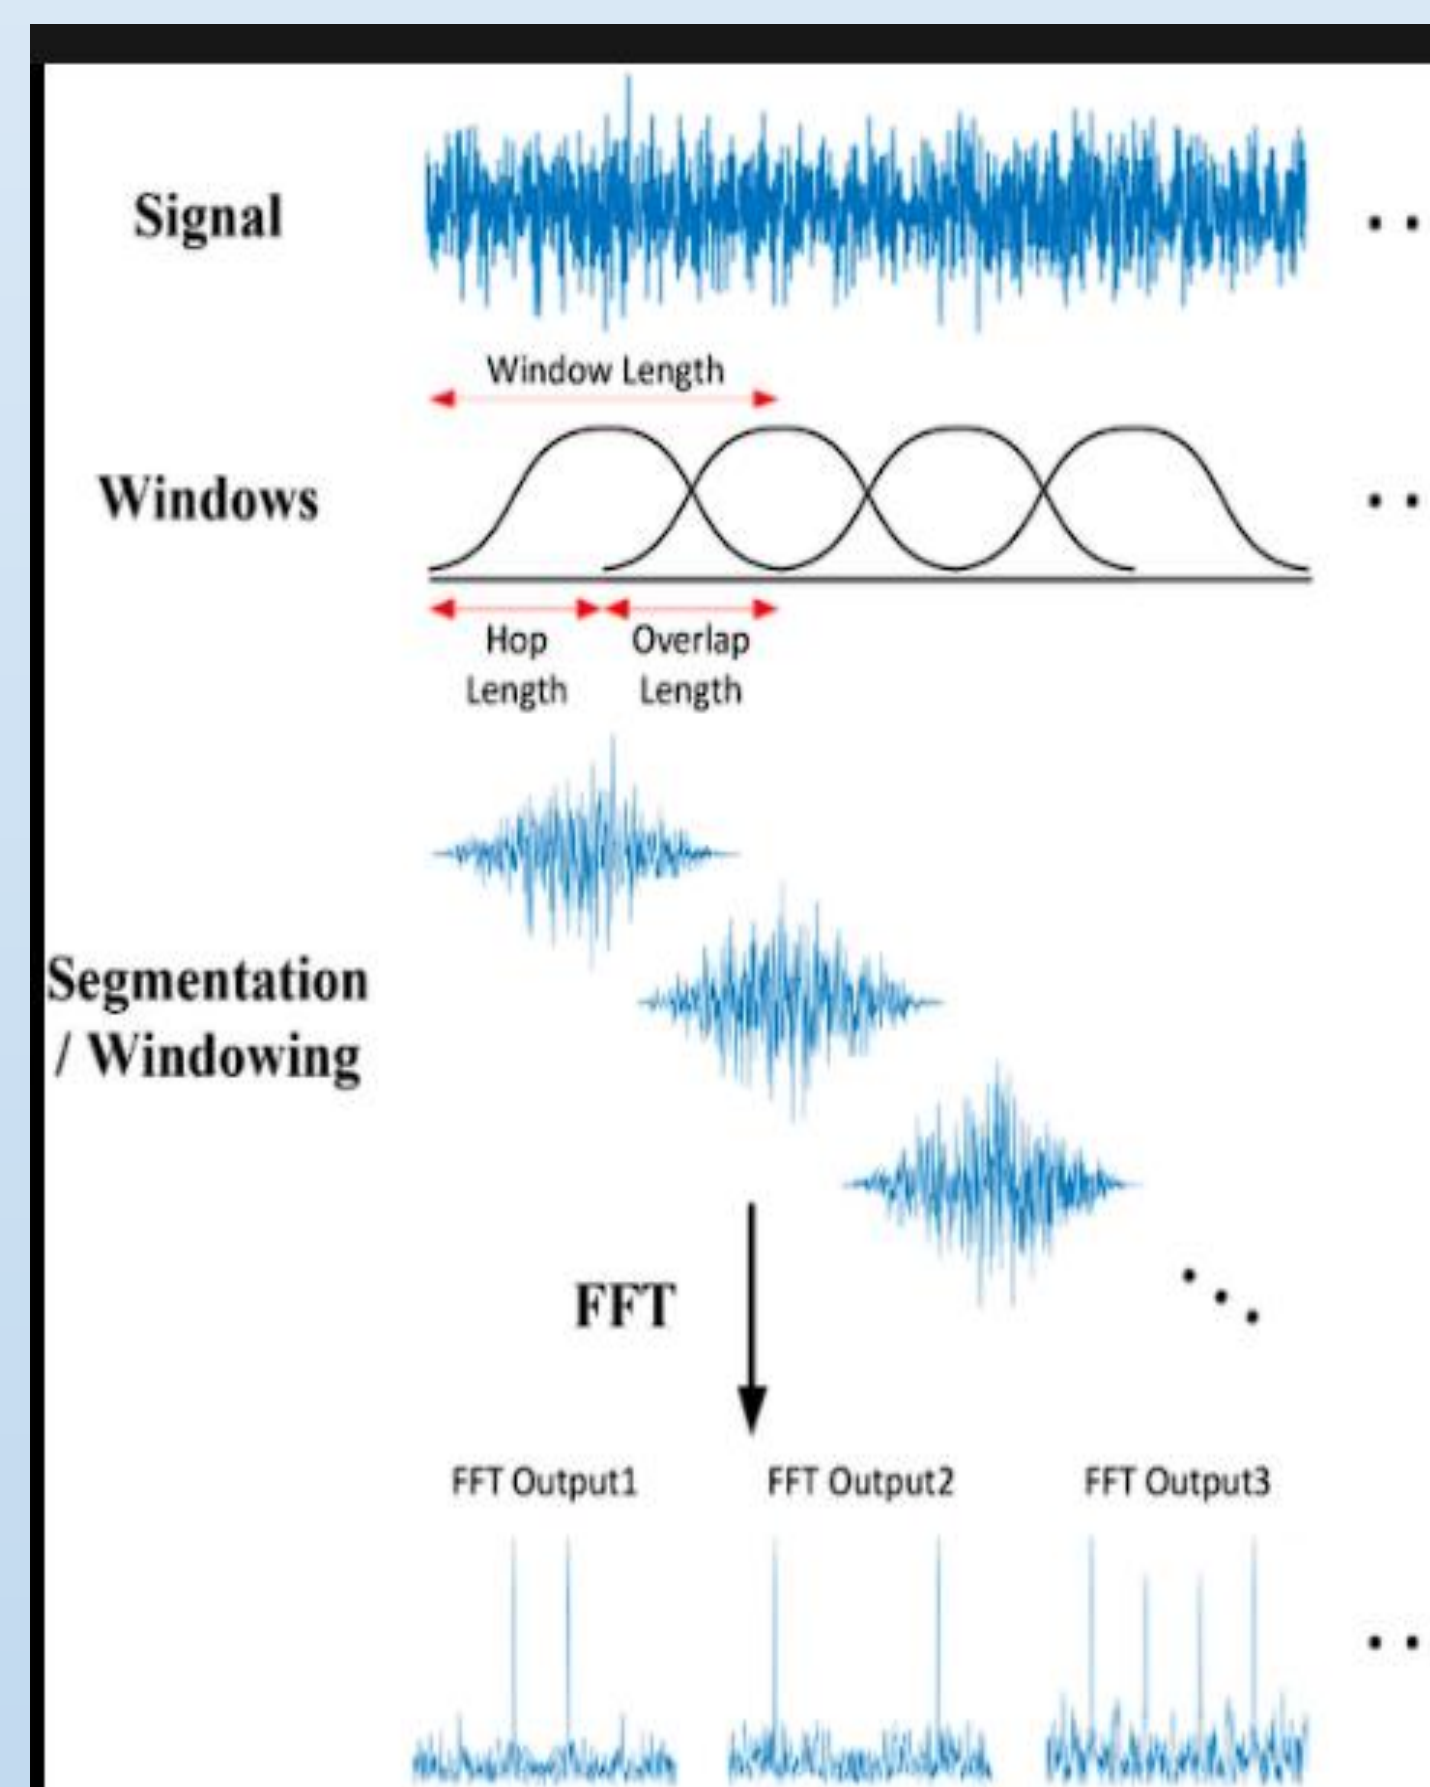 Signal
Window Length
Windows
Hop
Length
Overlap
Length
Segmentation
/ Windowing
FFT
FFT Output1
FFT Output2
FFT Output3